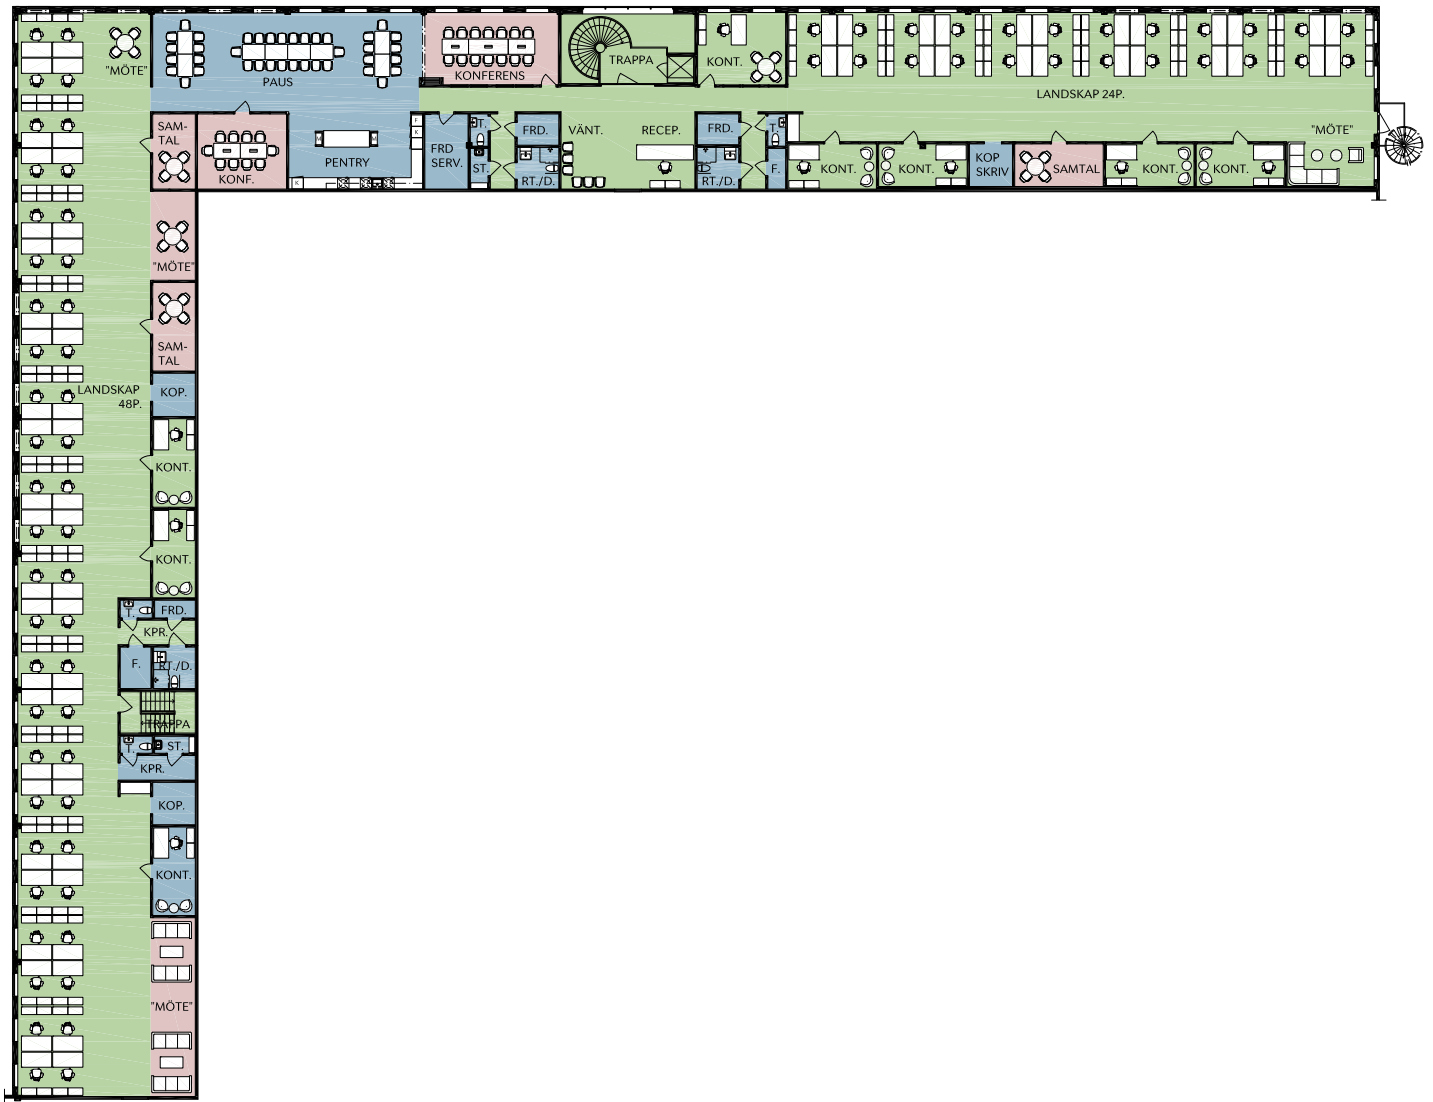 "MÖTE"
PAUS
KONFERENS
TRAPPA
KONT.
LANDSKAP 24P.
SAM-
TAL
KONF.
PENTRY
F
K
K
M
M
FRD
SERV.
T.
ST.
FRD.
RT./D.
VÄNT.
RECEP.
FRD.
RT./D.
T.
F.
KONT.
KONT.
KOP
SKRIV
SAMTAL
KONT.
KONT.
"MÖTE"
"MÖTE"
SAM-
TAL
LANDSKAP
48P.
KOP.
KONT.
KONT.
T.
FRD.
KPR.
F.
RT./D.
TRAPPA
T.
ST.
KPR.
KOP.
KONT.
"MÖTE"